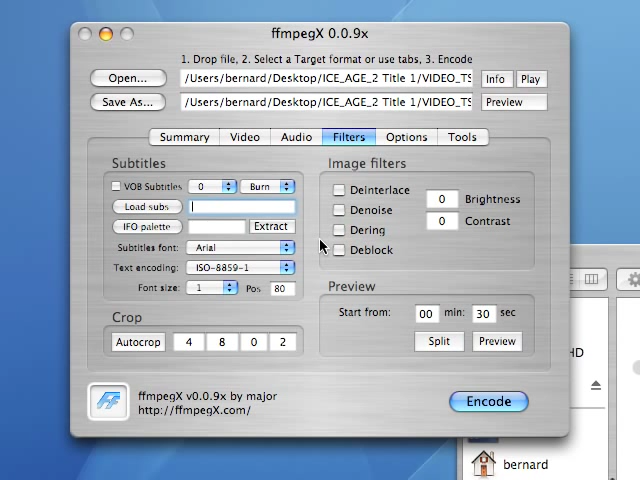 ffmpegX 0.0.9x
1. Drop file, 2. Select a Target format or use tabs, 3. Encode
Open... /Users/bernard/Desktop/ICE_AGE_2 Title 1/VIDEO_TS Info Play
Save As... /Users/bernard/Desktop/ICE_AGE_2 Title 1/VIDEO_TS Preview
Summary Video Audio Filters Options Tools
Subtitles
VOB Subtitles 0 Burn
Load subs
IFO palette Extract
Subtitles font: Arial
Text encoding: ISO-8859-1
Font size: 1 Pos 80
Crop
Autocrop 4 8 0 2
Image filters
Deinterlace
Denoise
Dering
Deblock
0 Brightness
0 Contrast
Preview
Start from: 00 min: 30 sec
Split Preview
ffmpegX v0.0.9x by major
http://ffmpegX.com/
Encode
HD
bernard